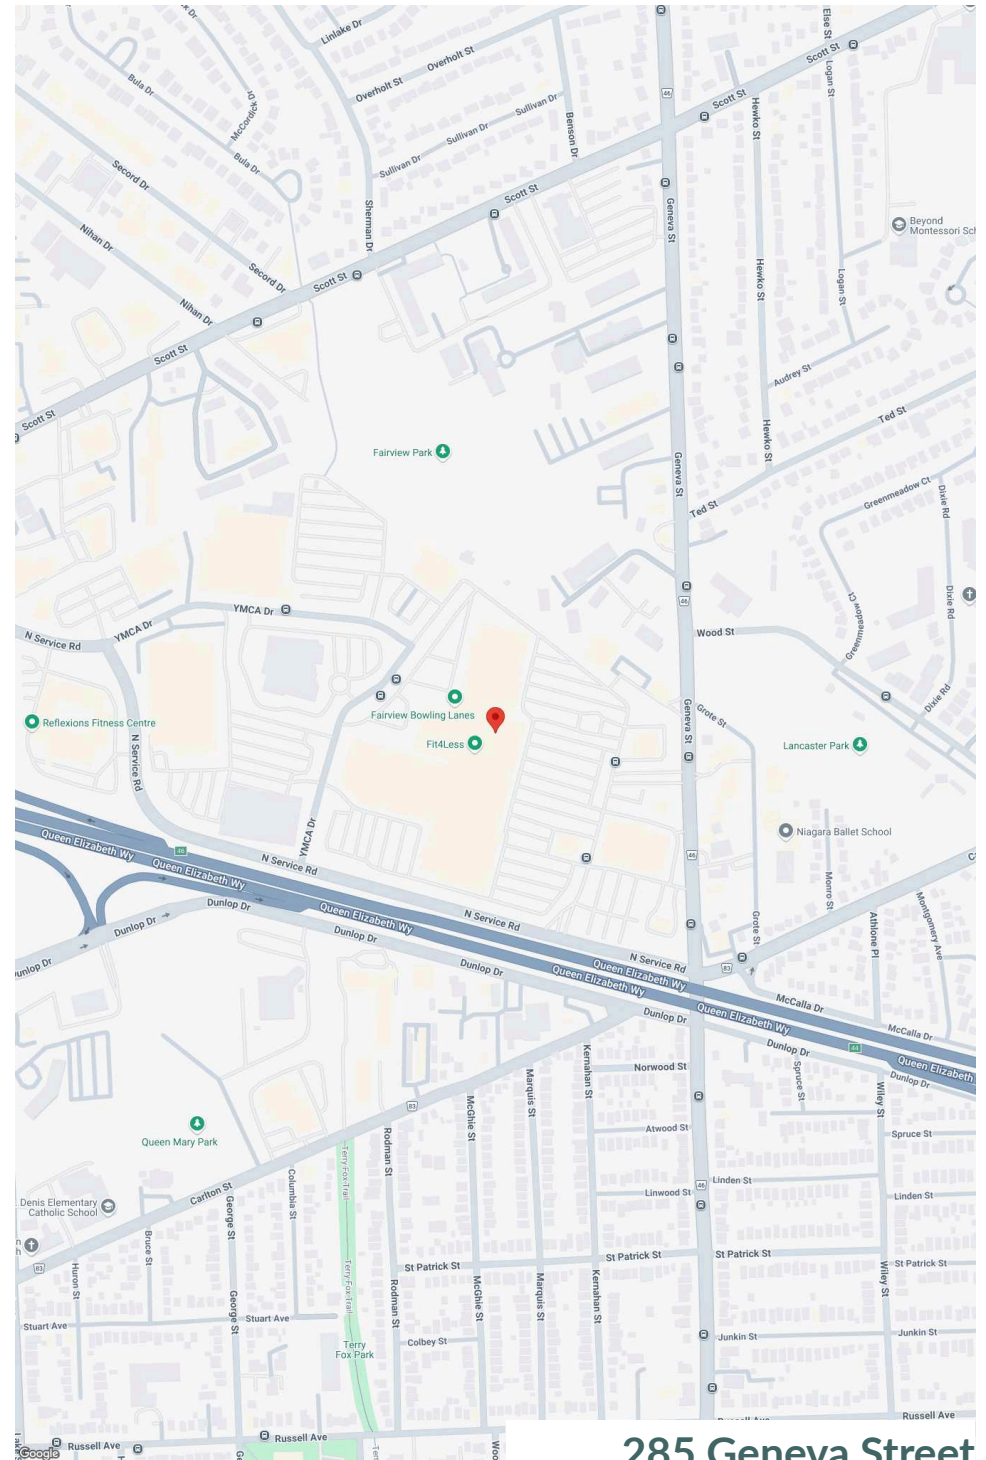 Linlake Dr
Else St
Scott St
Overholt St
Overholt St
Logan St
Bula Dr
McCordick Dr
Sullivan Dr
Sullivan Dr
Sullivan Dr
Benson Dr
46
Scott St
Hewko St
Bula Dr
Secord Dr
Scott St
Sherman Dr
Geneva St
Beyond
Montessori Sch
Nihan Dr
Secord Dr
Scott St
Hewko St
Logan St
Nihan Dr
Scott St
Audrey St
Scott St
Ted St
Hewko St
Fairview Park
Geneva St
Greenmeadow Ct
Dixie Rd
Ted St
YMCA Dr
46
Dixie Rd
Greenmeadow Ct
N Service Rd
YMCA Dr
Wood St
Dixie Rd
Fairview Bowling Lanes
Geneva St
Grote St
Reflexions Fitness Centre
Fit4Less
Lancaster Park
N Service Rd
Queen Elizabeth Wy
46
YMCA Dr
Niagara Ballet School
46
Queen Elizabeth Wy
N Service Rd
Monro St
Montgomery Ave
Dunlop Dr
Queen Elizabeth Wy
N Service Rd
Grote St
Athlone Pl
Dunlop Dr
Dunlop Dr
N Service Rd
83
Dunlop Dr
Queen Elizabeth Wy
Queen Elizabeth Wy
McCalla Dr
Dunlop Dr
Queen Elizabeth Wy
McCalla Dr
Dunlop Dr
44
Queen Elizabeth
Kernahan St
Norwood St
Spruce St
Dunlop Dr
Marquis St
McGhie St
83
Wiley St
Queen Mary Park
Rodman St
Atwood St
Spruce St
Terry-Fox-Trail
Carlton St
Columbia St
46
Linden St
Linwood St
Linden St
Denis Elementary
Catholic School
George St
Bruce St
83
Huron St
Terry-Fox-Trail
St Patrick St
St Patrick St
St Patrick St
St Patrick St
Rodman St
McGhie St
Marquis St
Kernahan St
Wiley St
Stuart Ave
George St
Stuart Ave
Terry
Fox Park
Colbey St
Junkin St
Junkin St
Russell Ave
Russell Ave
Russell Ave
Google
285 Geneva Street